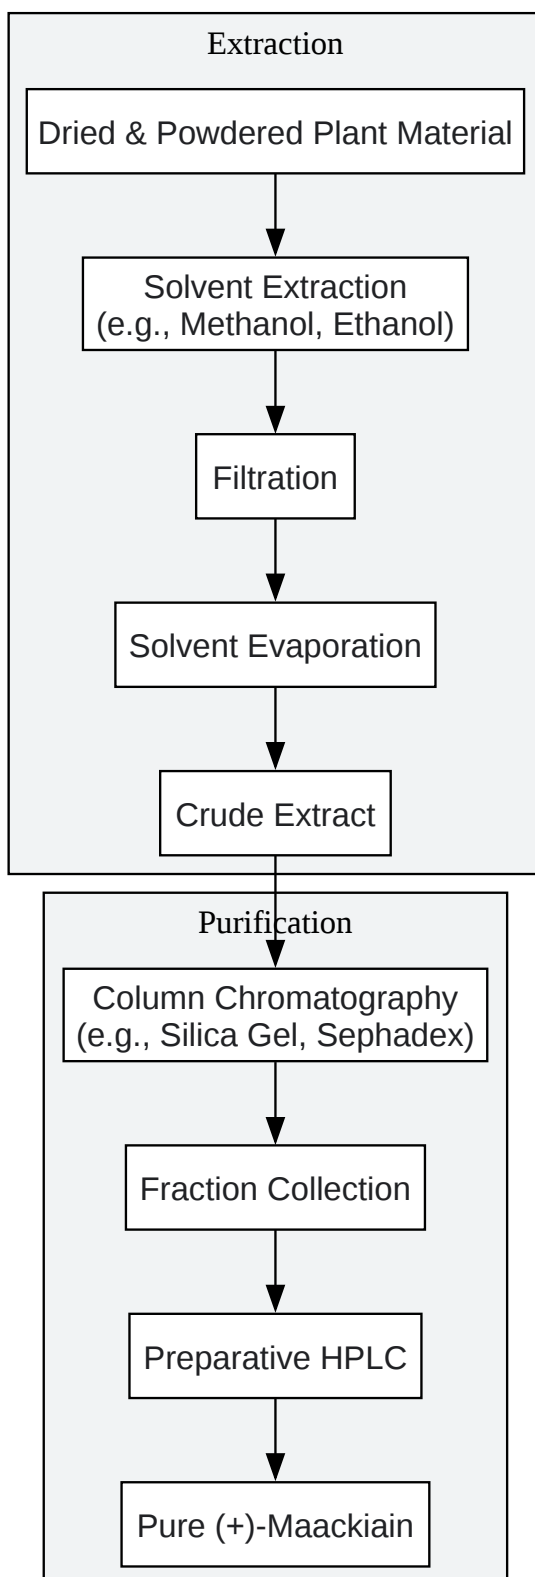 Extraction
Dried & Powdered Plant Material
Solvent Extraction
(e.g., Methanol, Ethanol)
Filtration
Solvent Evaporation
Crude Extract
Purification
Column Chromatography
(e.g., Silica Gel, Sephadex)
Fraction Collection
Preparative HPLC
Pure (+)-Maackiain